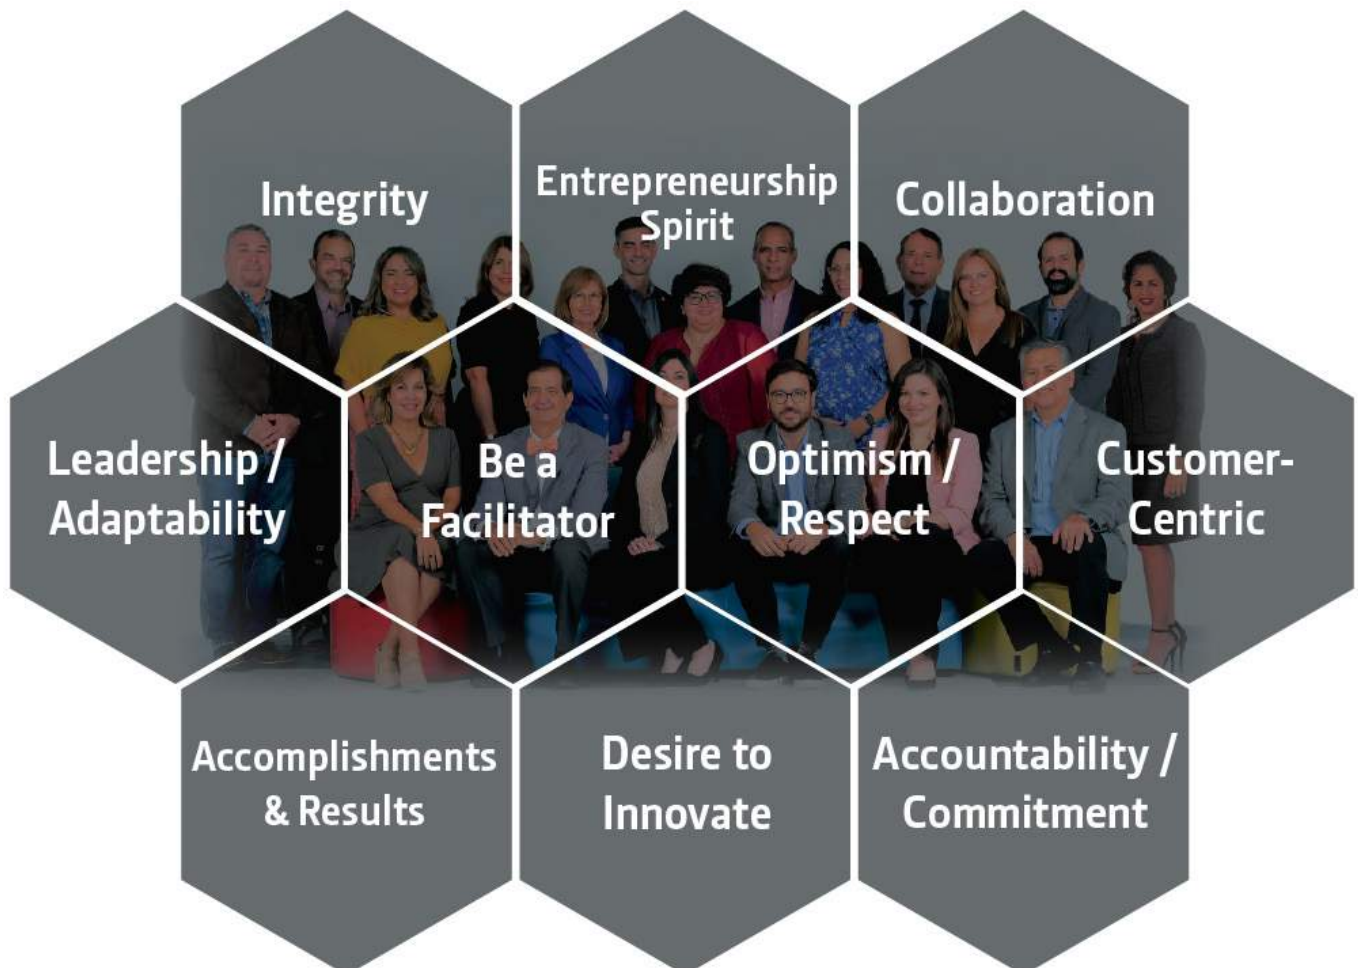 Integrity
Entrepreneurship
Spirit
Collaboration
Leadership /
Adaptability
Be a
Facilitator
Optimism /
Respect
Customer-
Centric
Accomplishments
& Results
Desire to
Innovate
Accountability /
Commitment